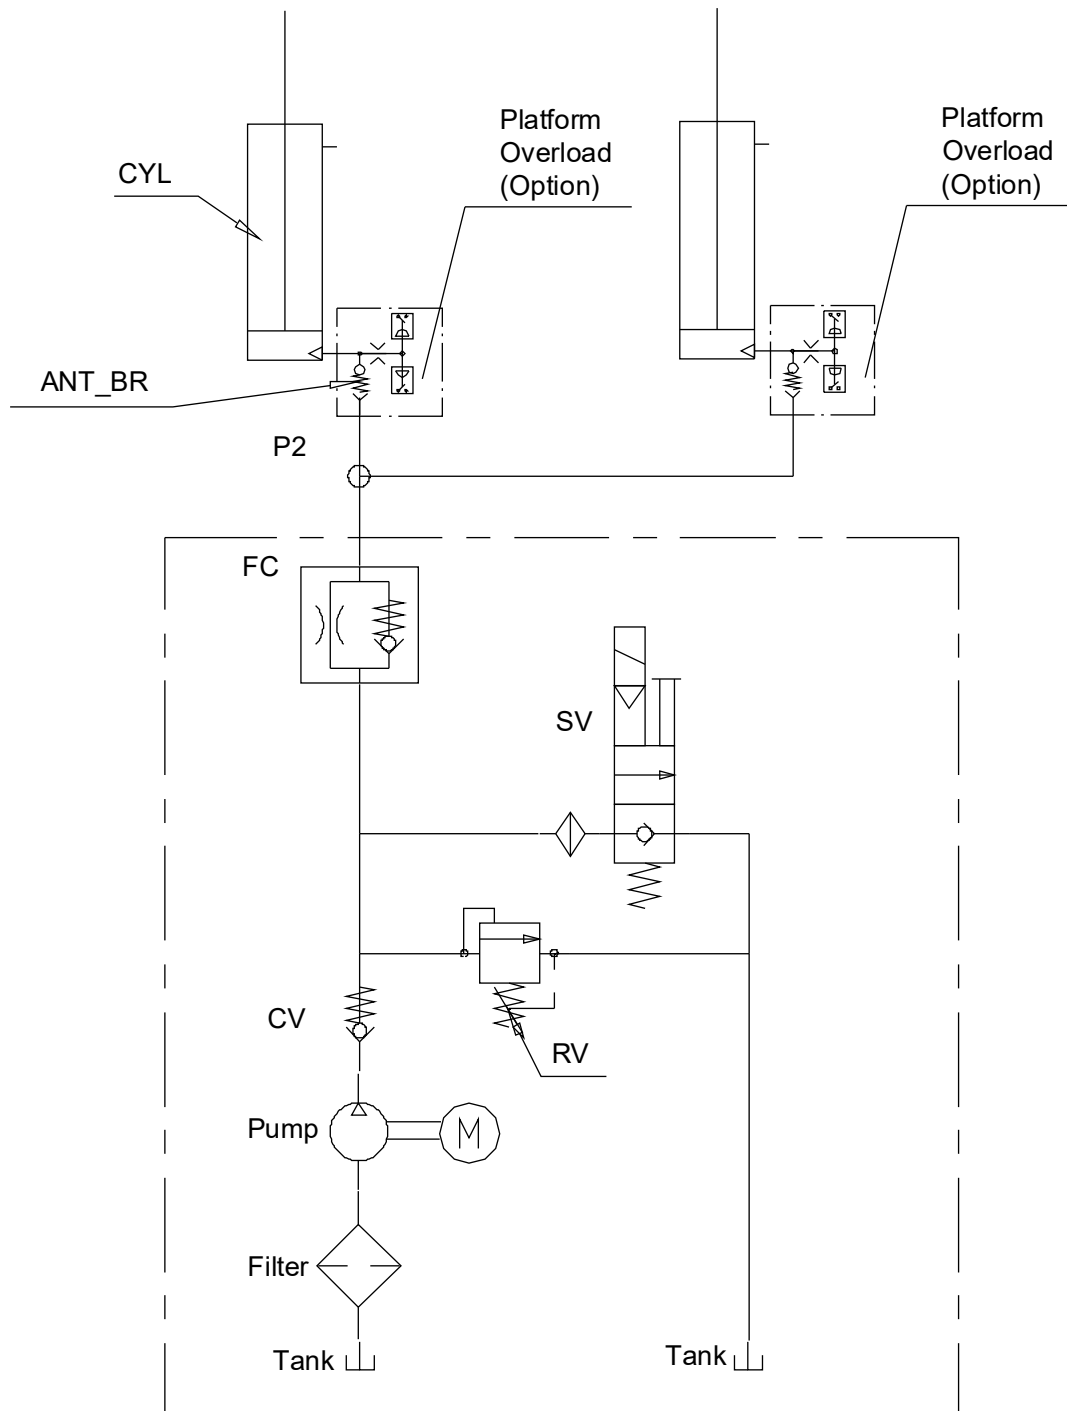 Platform
Overload
(Option)
Platform
Overload
(Option)
CYL
ANT_BR
P2
FC
SV
CV
RV
Pump
M
Filter
Tank
Tank